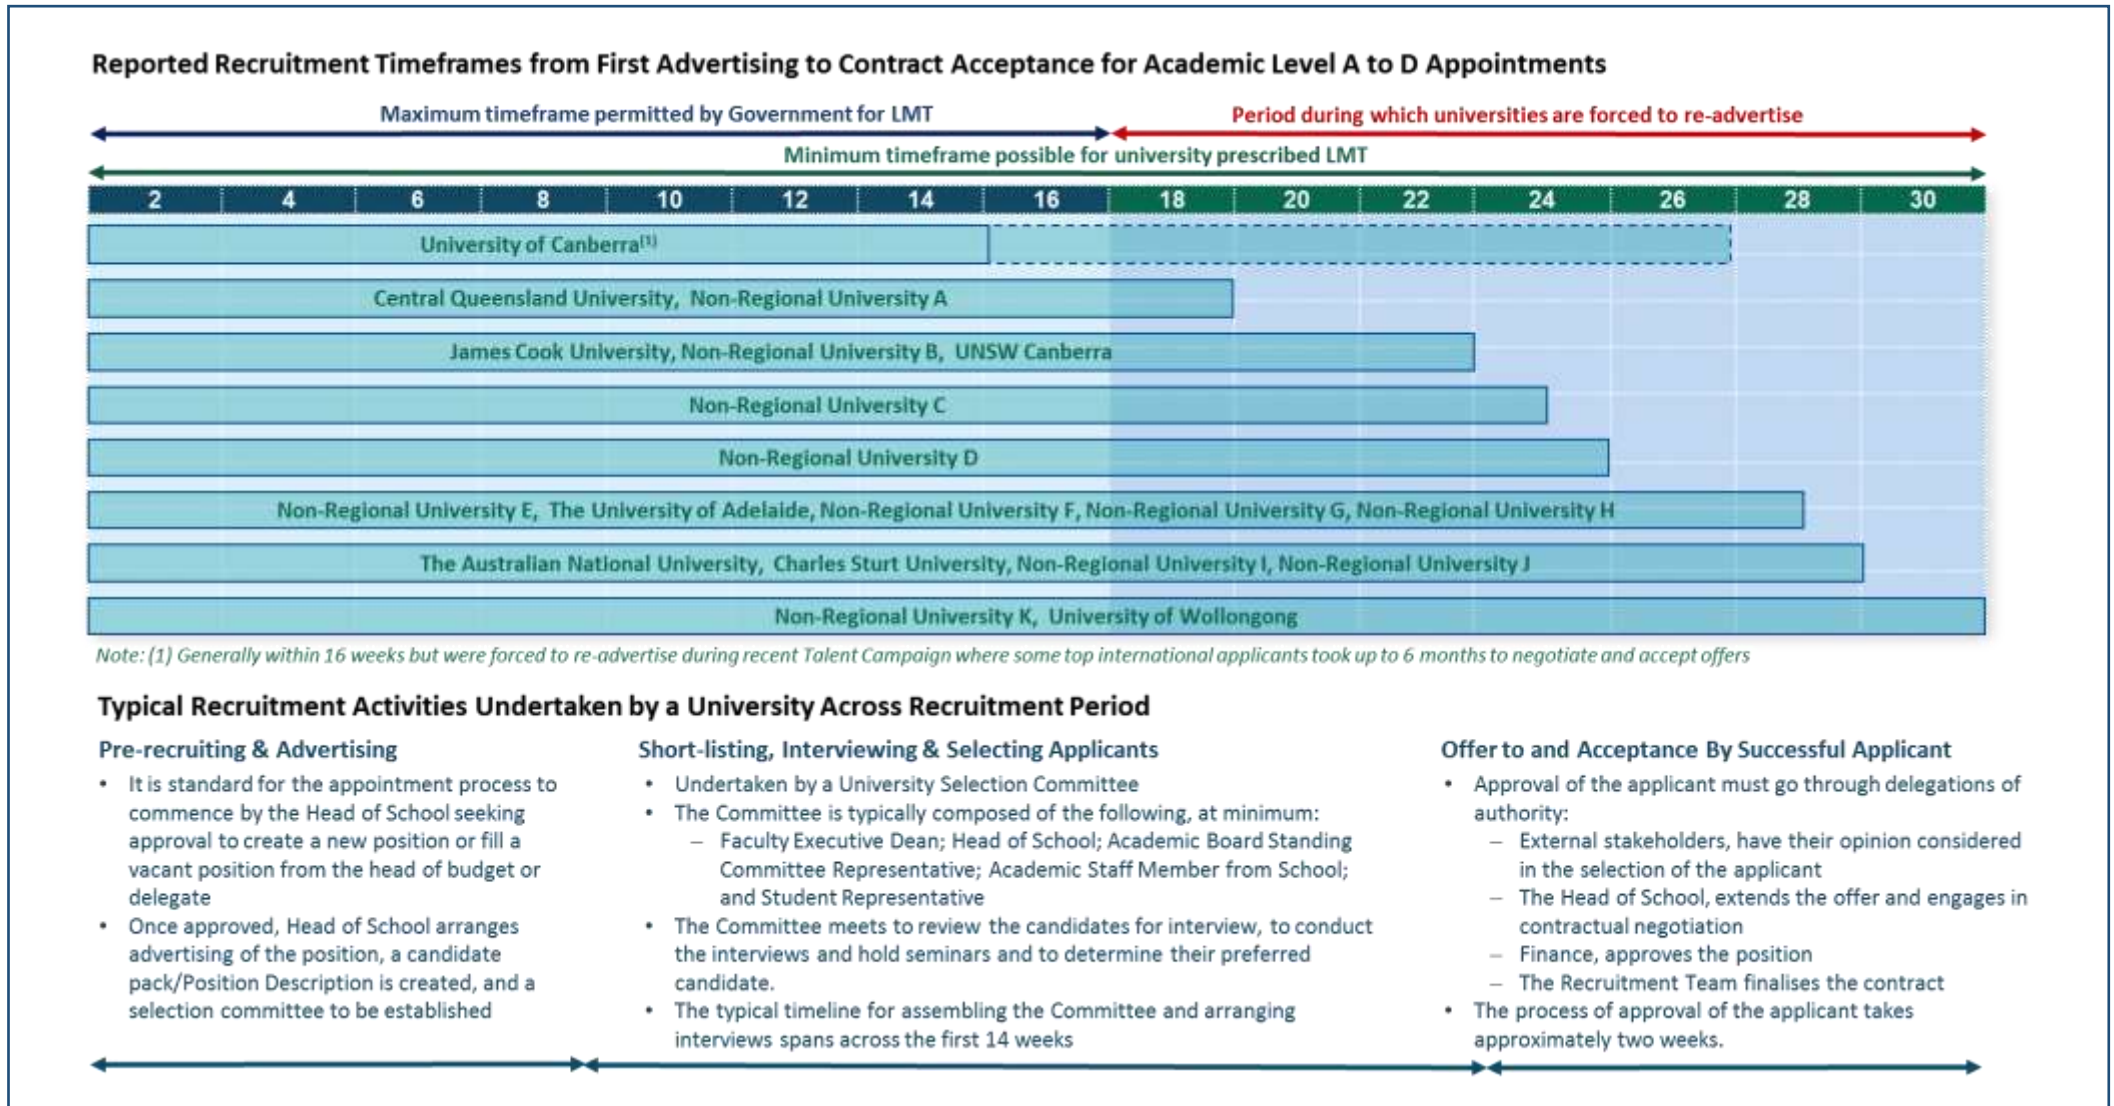 Reported Recruitment Timeframes from First Advertising to Contract Acceptance for Academic Level A to D Appointments
Maximum timeframe permitted by Government for LMT
Period during which universities are forced to re-advertise
Minimum timeframe possible for university prescribed LMT
2 4 6 8 10 12 14 16 18 20 22 24 26 28 30
University of Canberra(1)
Central Queensland University, Non-Regional University A
James Cook University, Non-Regional University B, UNSW Canberra
Non-Regional University C
Non-Regional University D
Non-Regional University E, The University of Adelaide, Non-Regional University F, Non-Regional University G, Non-Regional University H
The Australian National University, Charles Sturt University, Non-Regional University I, Non-Regional University J
Non-Regional University K, University of Wollongong
Note: (1) Generally within 16 weeks but were forced to re-advertise during recent Talent Campaign where some top international applicants took up to 6 months to negotiate and accept offers
Typical Recruitment Activities Undertaken by a University Across Recruitment Period
Pre-recruiting & Advertising
• It is standard for the appointment process to
commence by the Head of School seeking
approval to create a new position or fill a
vacant position from the head of budget or
delegate
• Once approved, Head of School arranges
advertising of the position, a candidate
pack/Position Description is created, and a
selection committee to be established
Short-listing, Interviewing & Selecting Applicants
• Undertaken by a University Selection Committee
• The Committee is typically composed of the following, at minimum:
– Faculty Executive Dean; Head of School; Academic Board Standing
Committee Representative; Academic Staff Member from School;
and Student Representative
• The Committee meets to review the candidates for interview, to conduct
the interviews and hold seminars and to determine their preferred
candidate.
• The typical timeline for assembling the Committee and arranging
interviews spans across the first 14 weeks
Offer to and Acceptance By Successful Applicant
• Approval of the applicant must go through delegations of
authority:
– External stakeholders, have their opinion considered
in the selection of the applicant
– The Head of School, extends the offer and engages in
contractual negotiation
– Finance, approves the position
– The Recruitment Team finalises the contract
• The process of approval of the applicant takes
approximately two weeks.